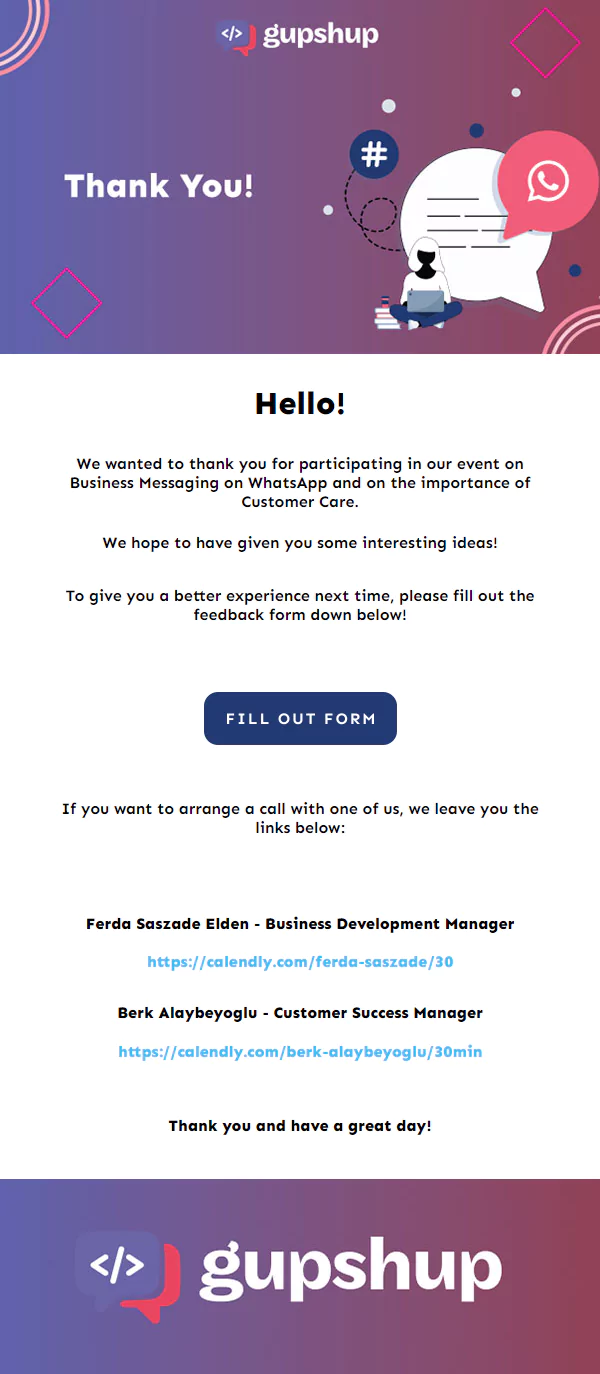 </> gupshup
#
Thank You!
Hello!
We wanted to thank you for participating in our event on
Business Messaging on WhatsApp and on the importance of
Customer Care.
We hope to have given you some interesting ideas!
To give you a better experience next time, please fill out the
feedback form down below!
FILL OUT FORM
If you want to arrange a call with one of us, we leave you the
links below:
Ferda Saszade Elden - Business Development Manager
https://calendly.com/ferda-saszade/30
Berk Alaybeyoglu - Customer Success Manager
https://calendly.com/berk-alaybeyoglu/30min
Thank you and have a great day!
</> gupshup